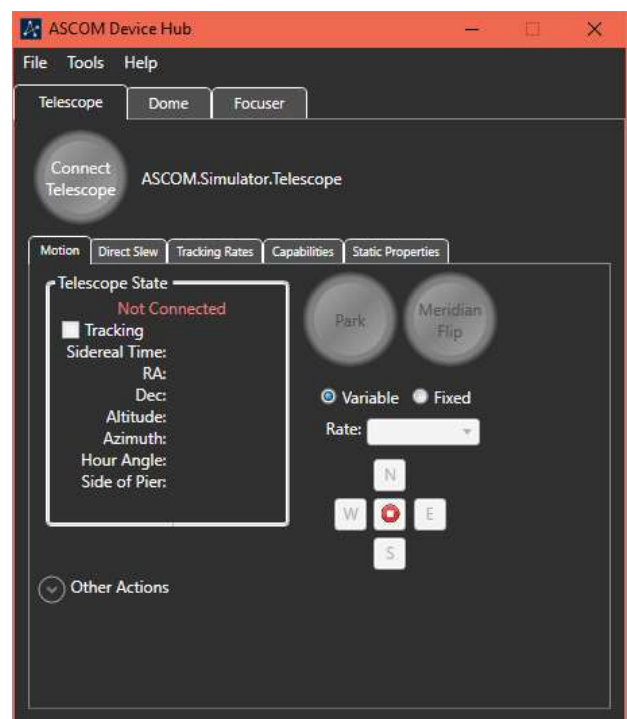 ASCOM Device Hub
File Tools Help
Telescope Dome Focuser
Connect
Telescope
ASCOM.Simulator.Telescope
Motion Direct Slew Tracking Rates Capabilities Static Properties
Telescope State
Not Connected
Tracking
Sidereal Time:
RA:
Dec:
Altitude:
Azimuth:
Hour Angle:
Side of Pier:
Park
Meridian
Flip
Variable Fixed
Rate:
N
W E
S
Other Actions